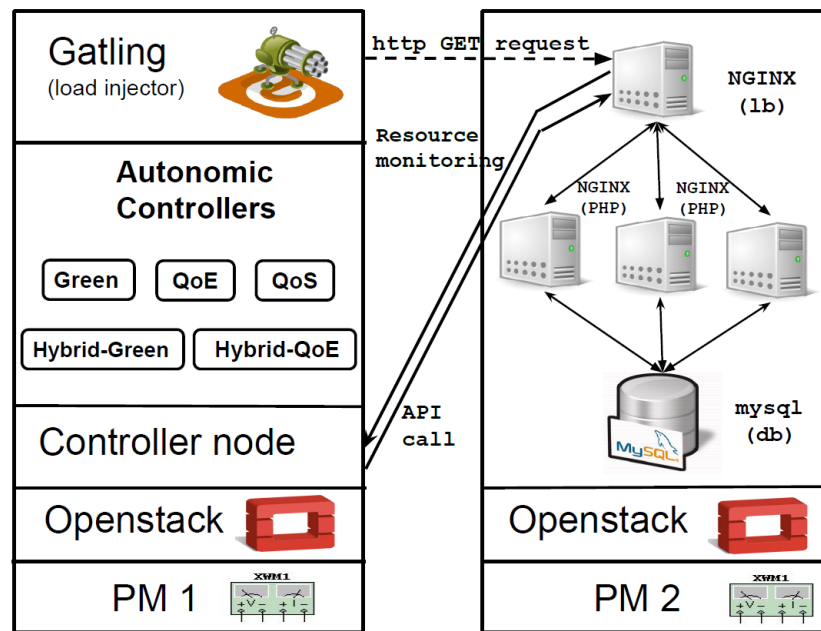 Gatling
(load injector)
http GET request
Resource
monitoring
Autonomic
Controllers
Green
QoE
QoS
Hybrid-Green
Hybrid-QoE
API
call
Controller node
Openstack
XWM1
PM 1
NGINX
(lb)
NGINX
(PHP)
NGINX
(PHP)
MySQL
mysql
(db)
Openstack
XWM1
PM 2